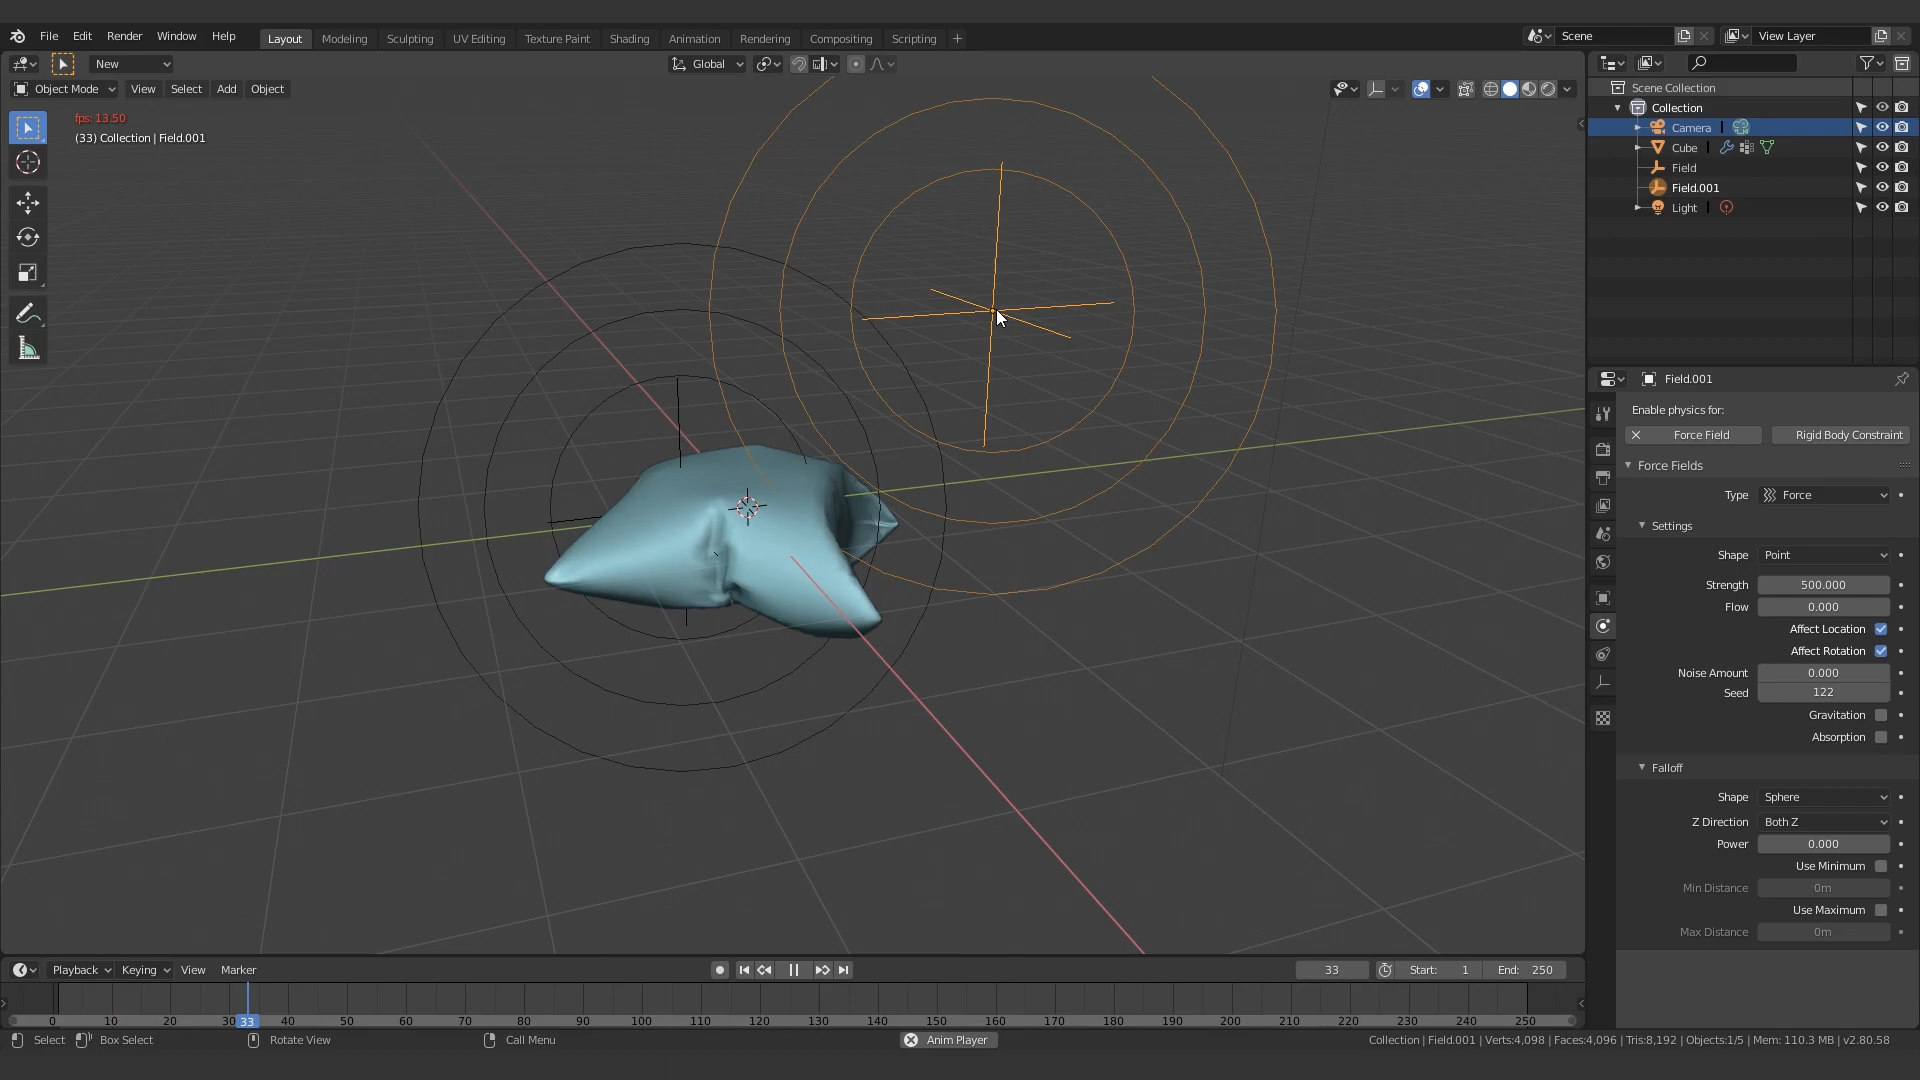 File Edit Render Window Help Layout Modeling Sculpting UV Editing Texture Paint Shading Animation Rendering Compositing Scripting + Scene View Layer
New Global
Object Mode View Select Add Object
fps: 13.50
(33) Collection | Field.001
Scene Collection
Collection
Camera
Cube
Field
Field.001
Light
Field.001
Enable physics for:
Force Field Rigid Body Constraint
Force Fields
Type Force
Settings
Shape Point
Strength 500.000
Flow 0.000
Affect Location
Affect Rotation
Noise Amount 0.000
Seed 122
Gravitation
Absorption
Falloff
Shape Sphere
Z Direction Both Z
Power 0.000
Use Minimum
Min Distance 0m
Use Maximum
Max Distance 0m
Playback Keying View Marker 33 Start: 1 End: 250
0 10 20 30 33 40 50 60 70 80 90 100 110 120 130 140 150 160 170 180 190 200 210 220 230 240 250
Select Box Select Rotate View Call Menu Anim Player Collection | Field.001 | Verts:4,098 | Faces:4,096 | Tris:8,192 | Objects:1/5 | Mem: 110.3 MB | v2.80.58